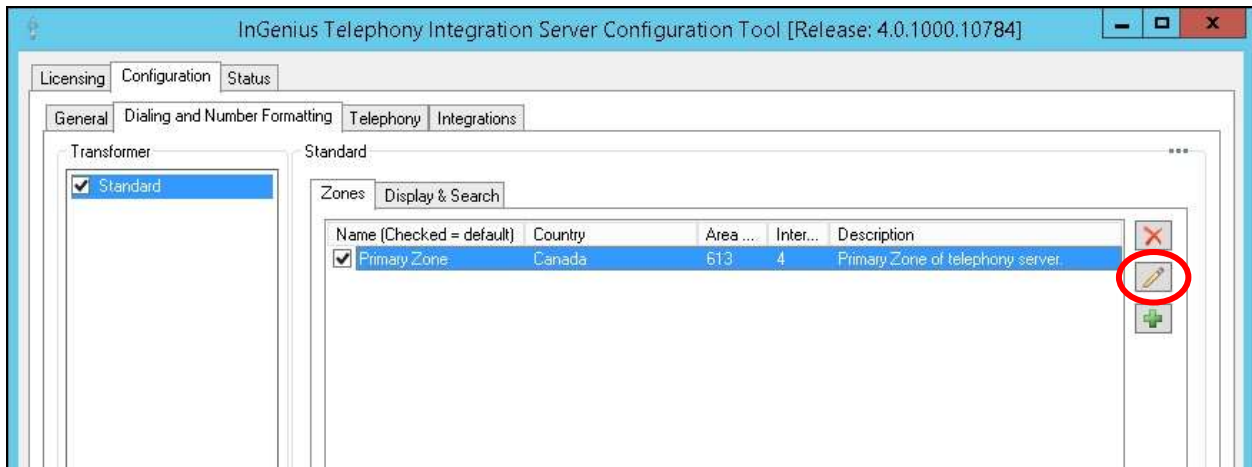 InGenius Telephony Integration Server Configuration Tool [Release: 4.0.1000.10784]
Licensing Configuration Status
General Dialing and Number Formatting Telephony Integrations
Transformer Standard
Standard
Zones Display & Search
Name (Checked = default) Country Area ... Inter... Description
Primary Zone Canada 613 4 Primary Zone of telephony server.